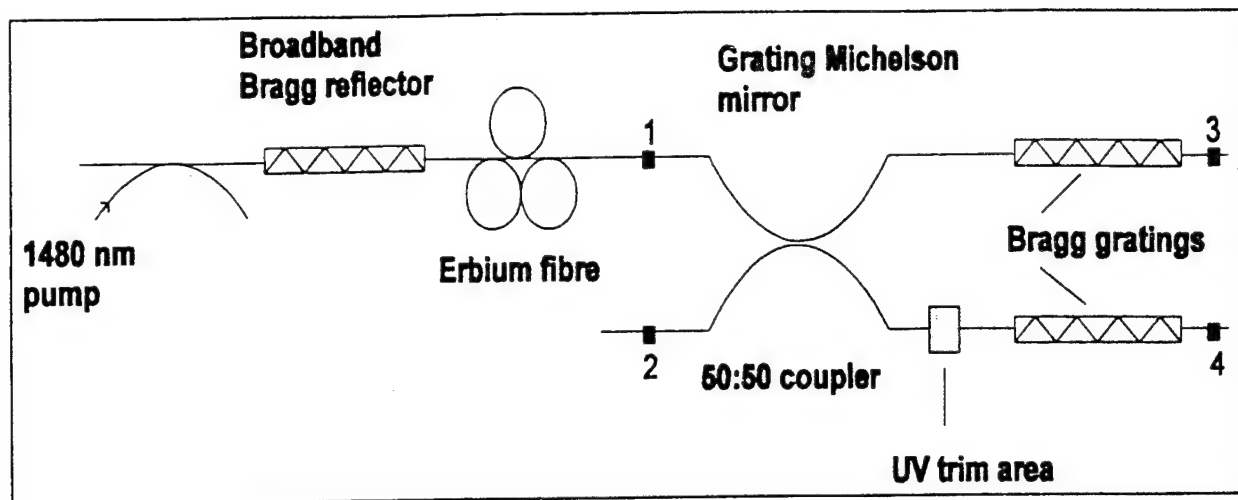 Broadband
Bragg reflector
Grating Michelson
mirror
1
3
1480 nm
pump
Erbium fibre
Bragg gratings
2
50:50 coupler
4
UV trim area